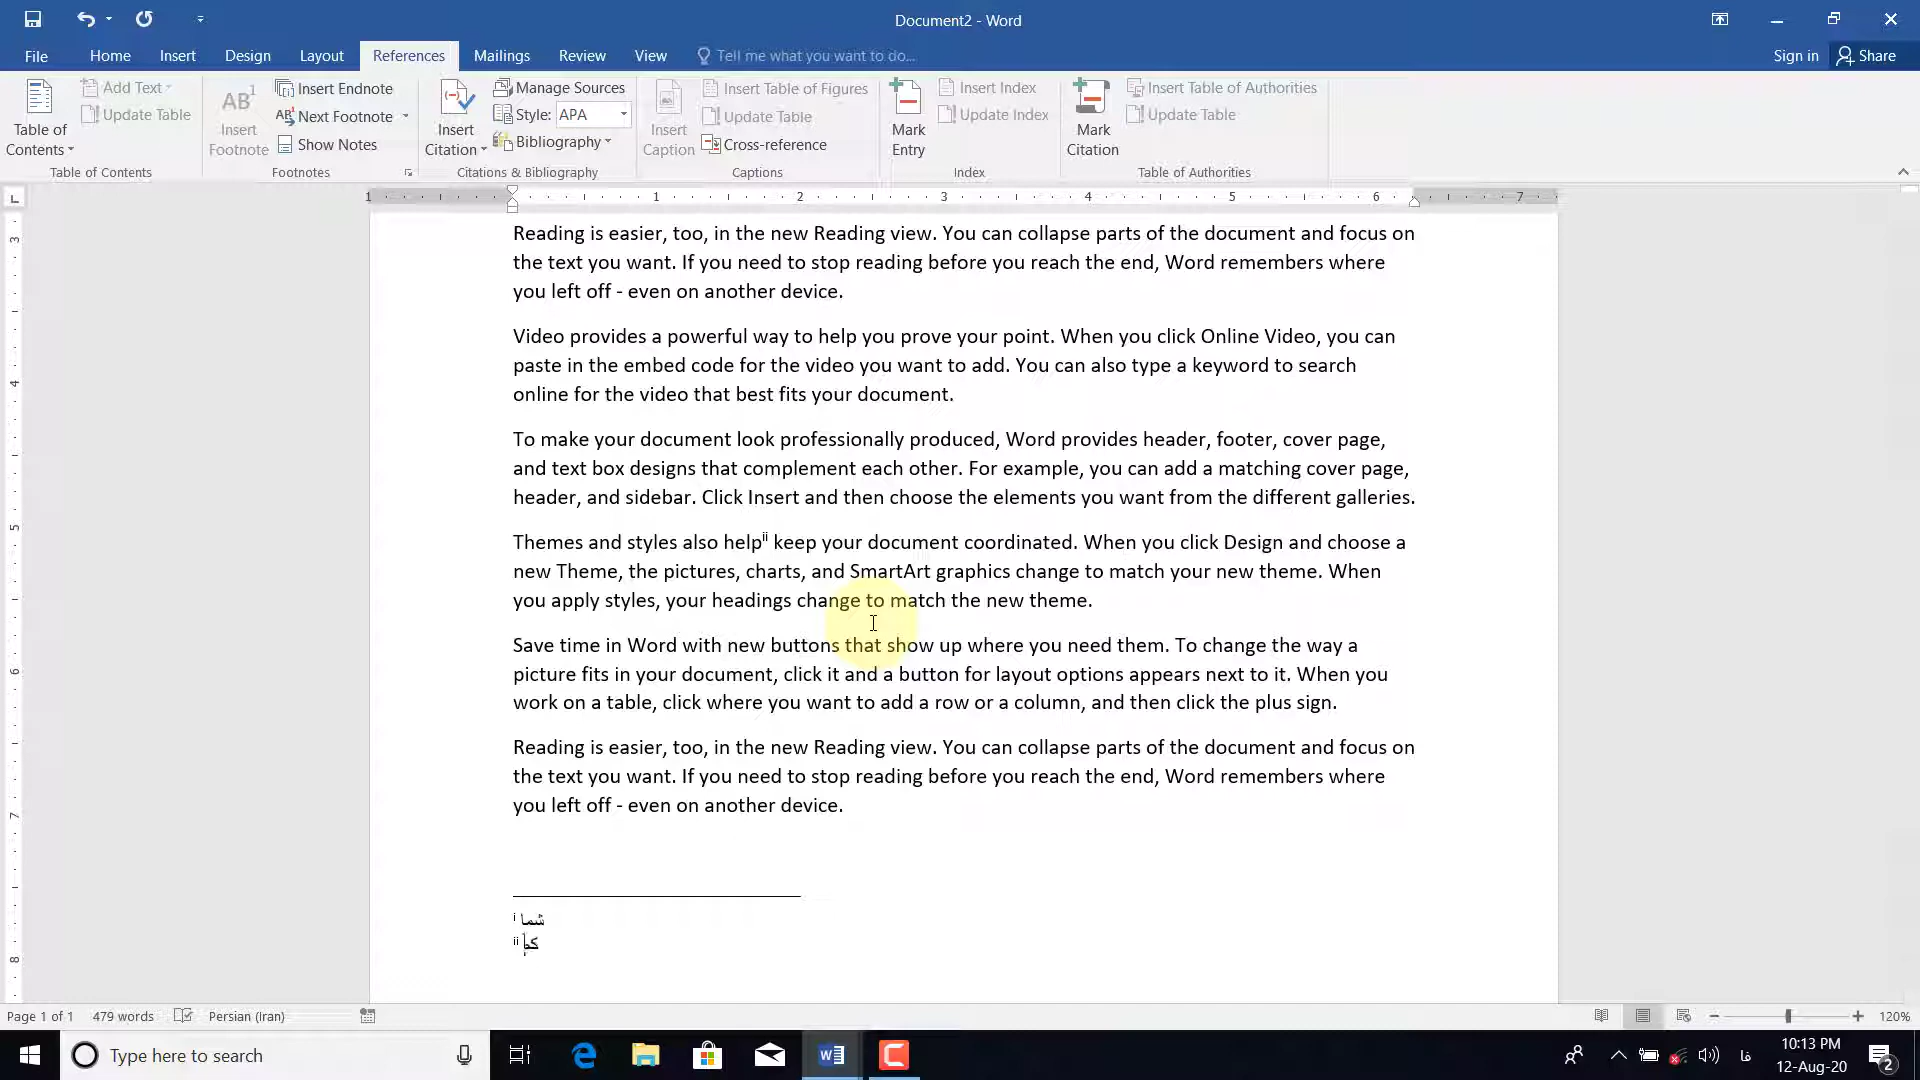 Document2 - Word
File Home Insert Design Layout References Mailings Review View Tell me what you want to do... Sign in Share
Table of Contents
Add Text
Update Table
Table of Contents
AB1 Insert Footnote
Insert Endnote
AB1 Next Footnote
Show Notes
Footnotes
Insert Citation
Manage Sources
Style: APA
Bibliography
Citations & Bibliography
Insert Caption
Insert Table of Figures
Update Table
Cross-reference
Captions
Mark Entry
Insert Index
Update Index
Index
Mark Citation
Insert Table of Authorities
Update Table
Table of Authorities
1 1 2 3 4 5 6 7
3
4
5
6
7
8
Reading is easier, too, in the new Reading view. You can collapse parts of the document and focus on
the text you want. If you need to stop reading before you reach the end, Word remembers where
you left off - even on another device.
Video provides a powerful way to help you prove your point. When you click Online Video, you can
paste in the embed code for the video you want to add. You can also type a keyword to search
online for the video that best fits your document.
To make your document look professionally produced, Word provides header, footer, cover page,
and text box designs that complement each other. For example, you can add a matching cover page,
header, and sidebar. Click Insert and then choose the elements you want from the different galleries.
Themes and styles also helpii keep your document coordinated. When you click Design and choose a
new Theme, the pictures, charts, and SmartArt graphics change to match your new theme. When
you apply styles, your headings change to match the new theme.
Save time in Word with new buttons that show up where you need them. To change the way a
picture fits in your document, click it and a button for layout options appears next to it. When you
work on a table, click where you want to add a row or a column, and then click the plus sign.
Reading is easier, too, in the new Reading view. You can collapse parts of the document and focus on
the text you want. If you need to stop reading before you reach the end, Word remembers where
you left off - even on another device.
i شما
ii کم
Page 1 of 1 479 words Persian (Iran) 120%
Type here to search
فا
10:13 PM
12-Aug-20
2